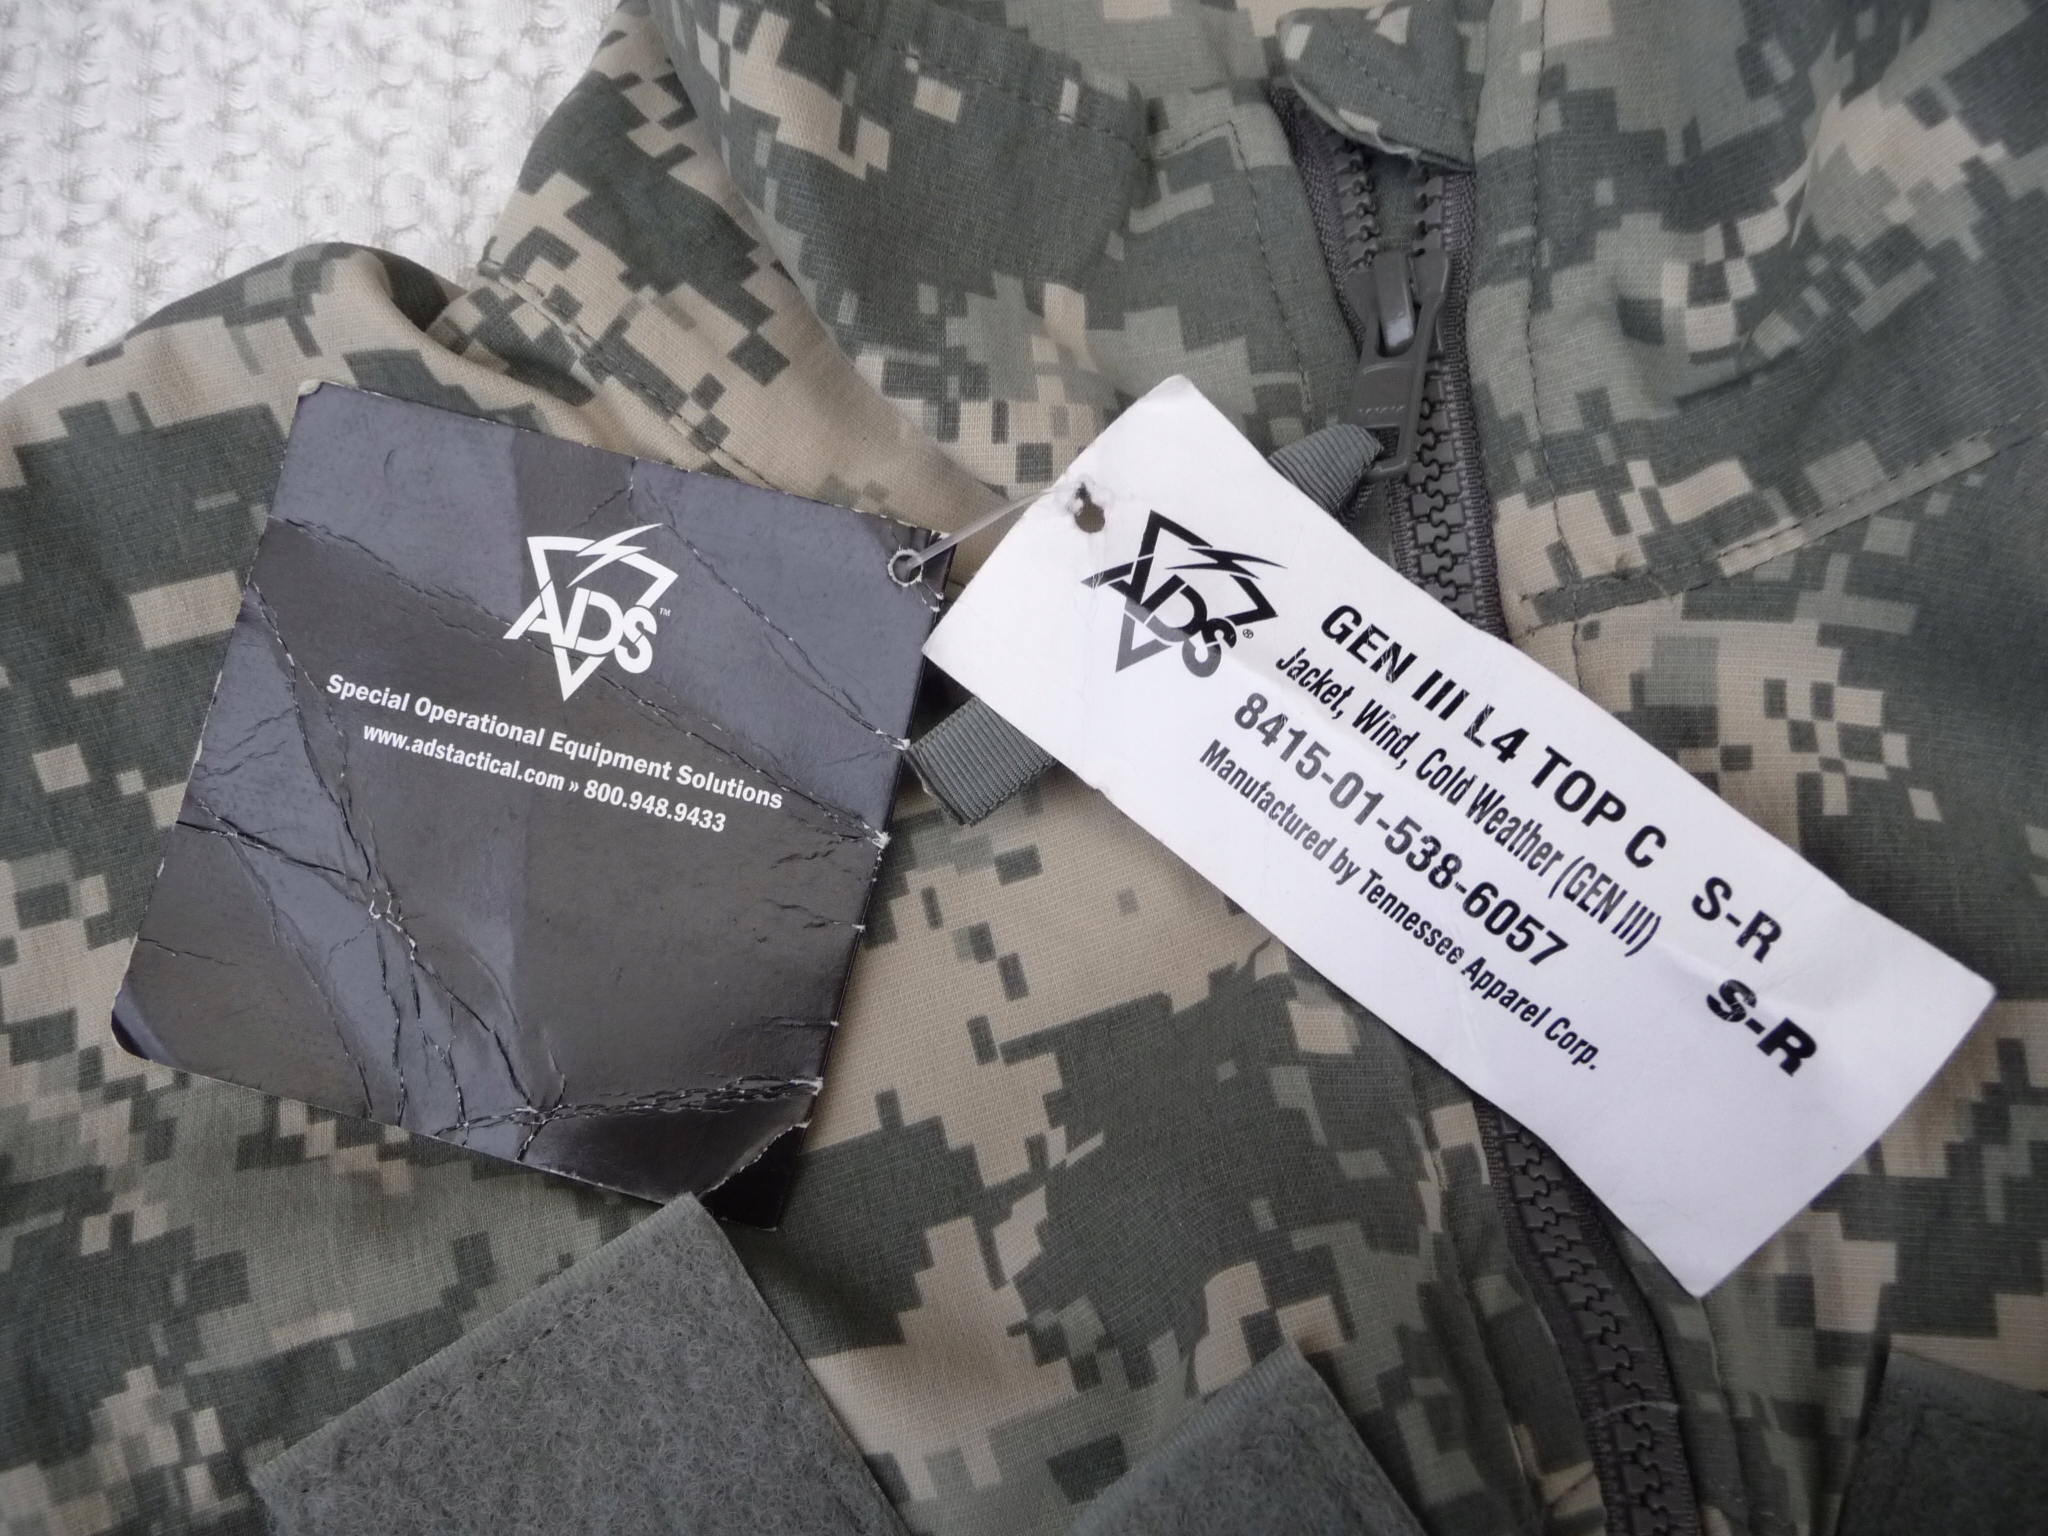 ADS™
Special Operational Equipment Solutions
www.adstactical.com » 800.948.9433
ADS®
GEN III L4 TOP C S-R
Jacket, Wind, Cold Weather (GEN III)
8415-01-538-6057 S-R
Manufactured by Tennessee Apparel Corp.